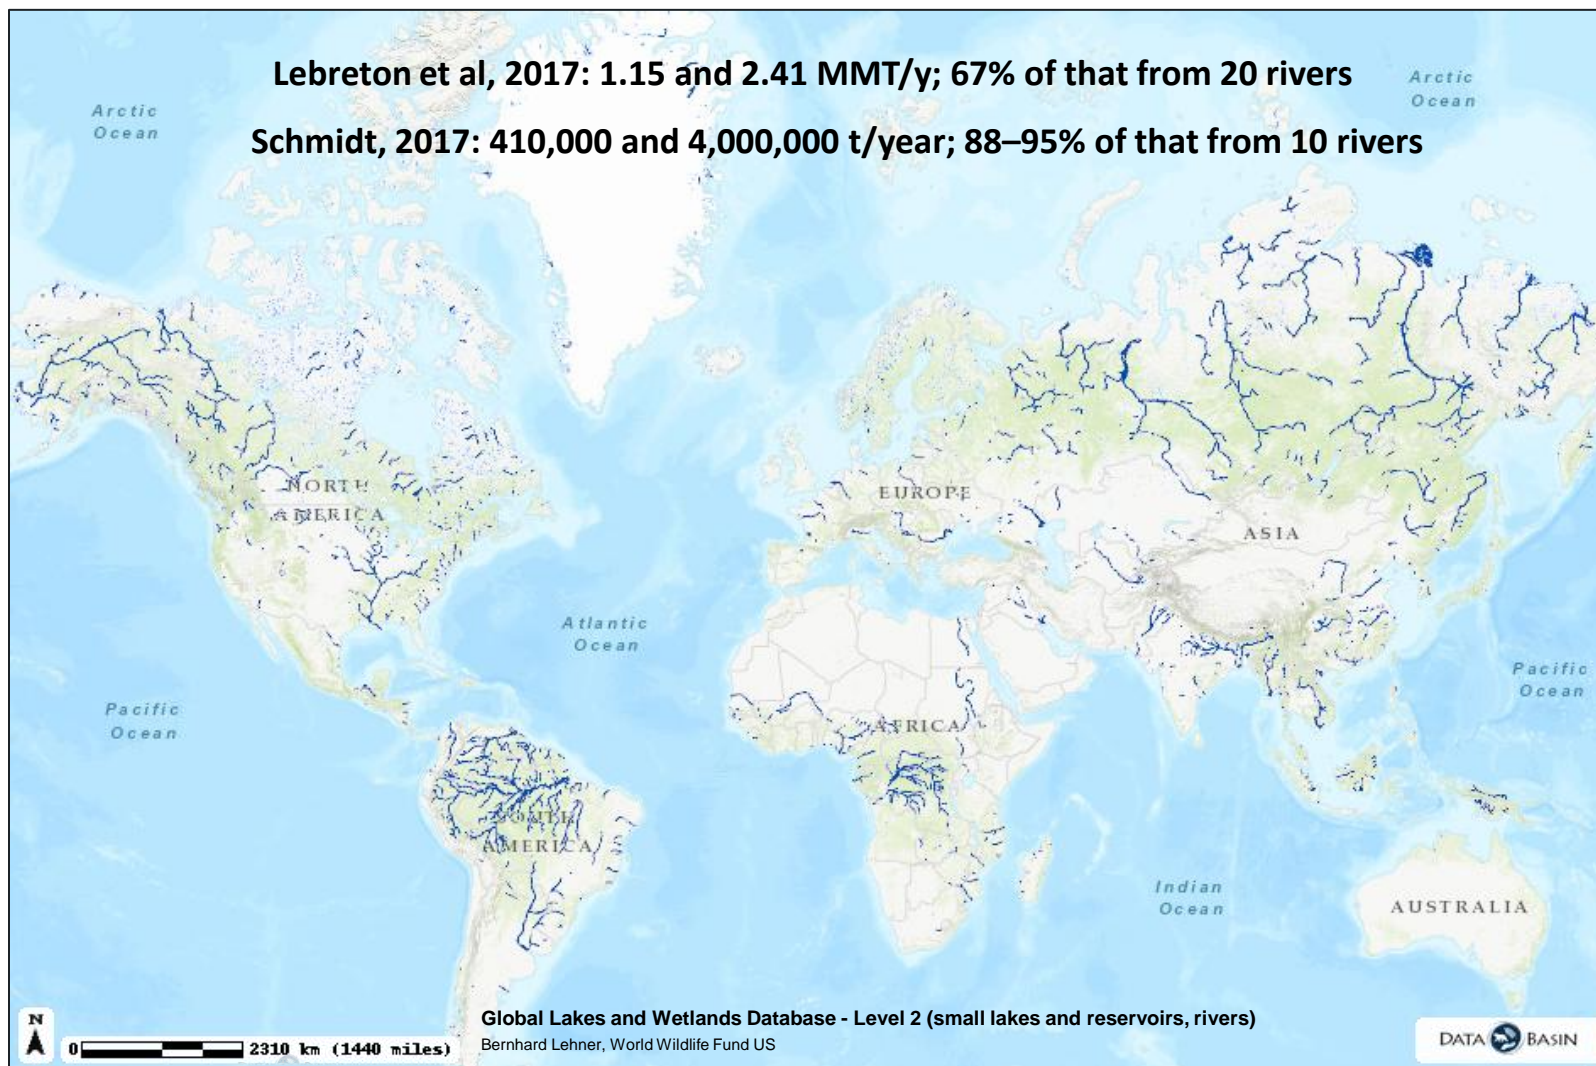 Lebreton et al, 2017: 1.15 and 2.41 MMT/y; 67% of that from 20 rivers
Schmidt, 2017: 410,000 and 4,000,000 t/year; 88–95% of that from 10 rivers
Arctic
Ocean
Arctic
Ocean
NORTH
AMERICA
EUROPE
ASIA
Atlantic
Ocean
Pacific
Ocean
Pacific
Ocean
AFRICA
SOUTH
AMERICA
Indian
Ocean
AUSTRALIA
N
0 2310 km (1440 miles)
Global Lakes and Wetlands Database - Level 2 (small lakes and reservoirs, rivers)
Bernhard Lehner, World Wildlife Fund US
DATA BASIN